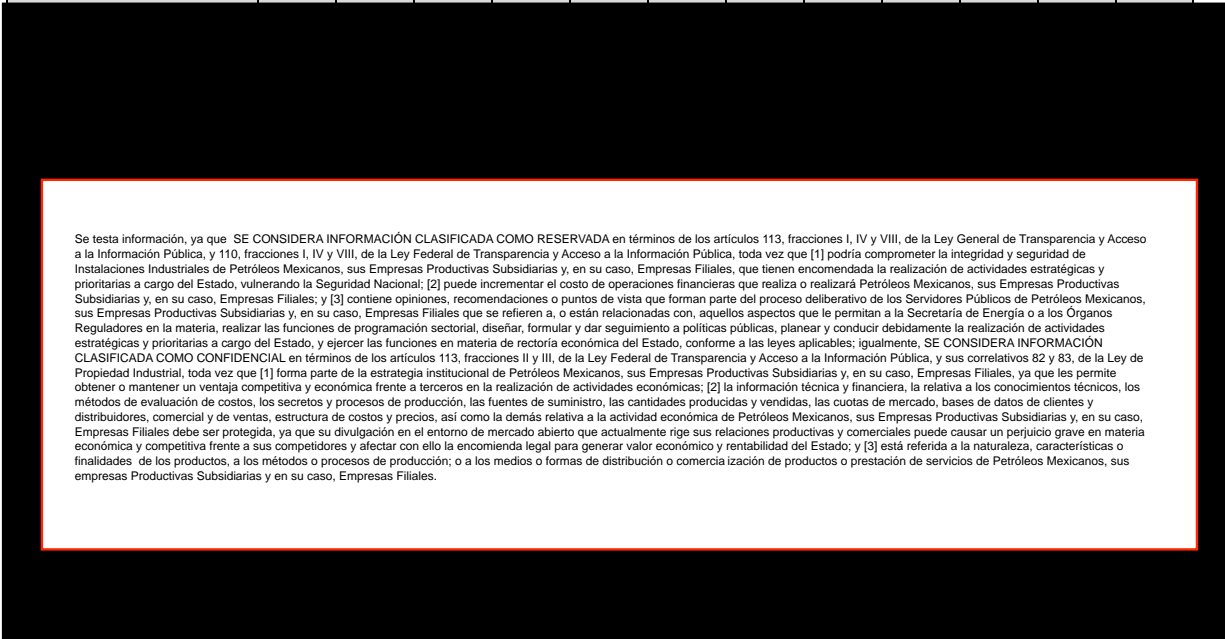 Se testa información, ya que  SE CONSIDERA INFORMACIÓN CLASIFICADA COMO RESERVADA en términos de los artículos 113, fracciones I, IV y VIII, de la Ley General de Transparencia y Acceso
a la Información Pública, y 110, fracciones I, IV y VIII, de la Ley Federal de Transparencia y Acceso a la Información Pública, toda vez que [1] podría comprometer la integridad y seguridad de
Instalaciones Industriales de Petróleos Mexicanos, sus Empresas Productivas Subsidiarias y, en su caso, Empresas Filiales, que tienen encomendada la realización de actividades estratégicas y
prioritarias a cargo del Estado, vulnerando la Seguridad Nacional; [2] puede incrementar el costo de operaciones financieras que realiza o realizará Petróleos Mexicanos, sus Empresas Productivas
Subsidiarias y, en su caso, Empresas Filiales; y [3] contiene opiniones, recomendaciones o puntos de vista que forman parte del proceso deliberativo de los Servidores Públicos de Petróleos Mexicanos,
sus Empresas Productivas Subsidiarias y, en su caso, Empresas Filiales que se refieren a, o están relacionadas con, aquellos aspectos que le permitan a la Secretaría de Energía o a los Órganos
Reguladores en la materia, realizar las funciones de programación sectorial, diseñar, formular y dar seguimiento a políticas públicas, planear y conducir debidamente la realización de actividades
estratégicas y prioritarias a cargo del Estado, y ejercer las funciones en materia de rectoría económica del Estado, conforme a las leyes aplicables; igualmente, SE CONSIDERA INFORMACIÓN
CLASIFICADA COMO CONFIDENCIAL en términos de los artículos 113, fracciones II y III, de la Ley Federal de Transparencia y Acceso a la Información Pública, y sus correlativos 82 y 83, de la Ley de
Propiedad Industrial, toda vez que [1] forma parte de la estrategia institucional de Petróleos Mexicanos, sus Empresas Productivas Subsidiarias y, en su caso, Empresas Filiales, ya que les permite
obtener o mantener un ventaja competitiva y económica frente a terceros en la realización de actividades económicas; [2] la información técnica y financiera, la relativa a los conocimientos técnicos, los
métodos de evaluación de costos, los secretos y procesos de producción, las fuentes de suministro, las cantidades producidas y vendidas, las cuotas de mercado, bases de datos de clientes y
distribuidores, comercial y de ventas, estructura de costos y precios, así como la demás relativa a la actividad económica de Petróleos Mexicanos, sus Empresas Productivas Subsidiarias y, en su caso,
Empresas Filiales debe ser protegida, ya que su divulgación en el entorno de mercado abierto que actualmente rige sus relaciones productivas y comerciales puede causar un perjuicio grave en materia
económica y competitiva frente a sus competidores y afectar con ello la encomienda legal para generar valor económico y rentabilidad del Estado; y [3] está referida a la naturaleza, características o
finalidades  de los productos, a los métodos o procesos de producción; o a los medios o formas de distribución o comercia ización de productos o prestación de servicios de Petróleos Mexicanos, sus
empresas Productivas Subsidiarias y en su caso, Empresas Filiales.